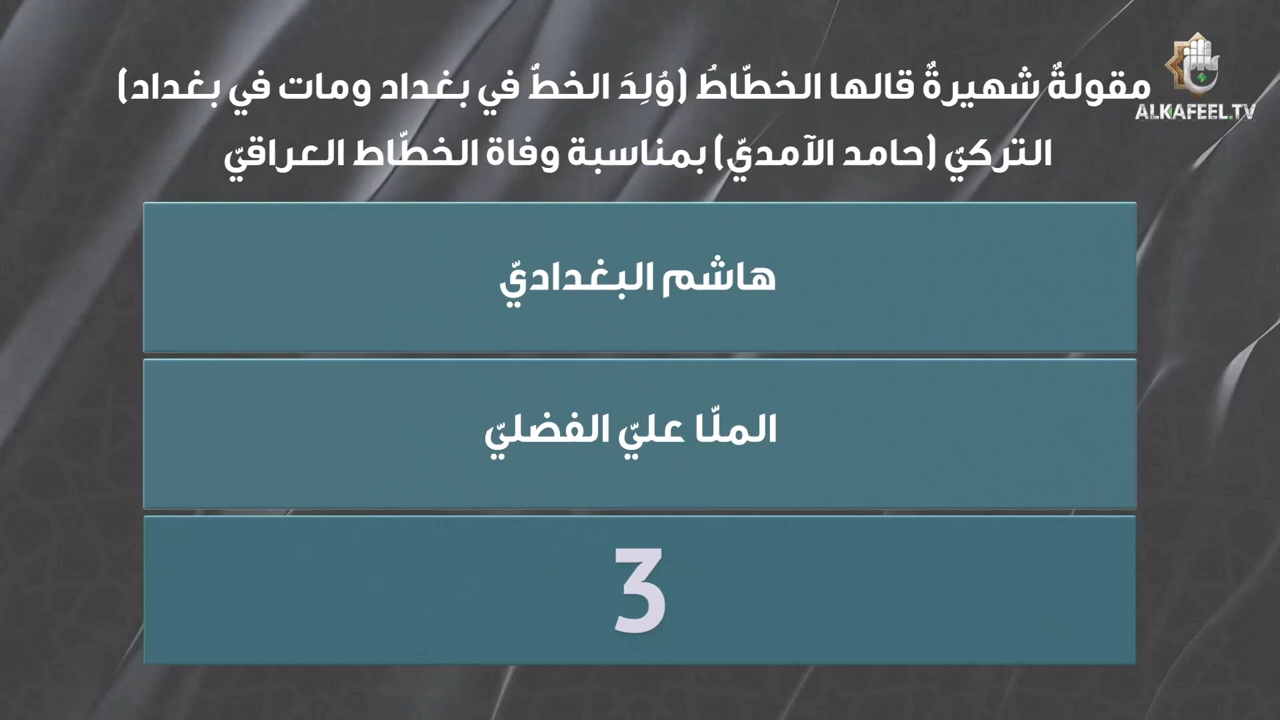 مقولةٌ شهيرةٌ قالها الخطّاطُ (وُلِدَ الخطّ في بغداد ومات في بغداد)
التركيّ (حامد الآمديّ) بمناسبة وفاة الخطّاط العراقيّ
ALKAFEEL.TV
هاشم البغداديّ
الملّا عليّ الفضليّ
3